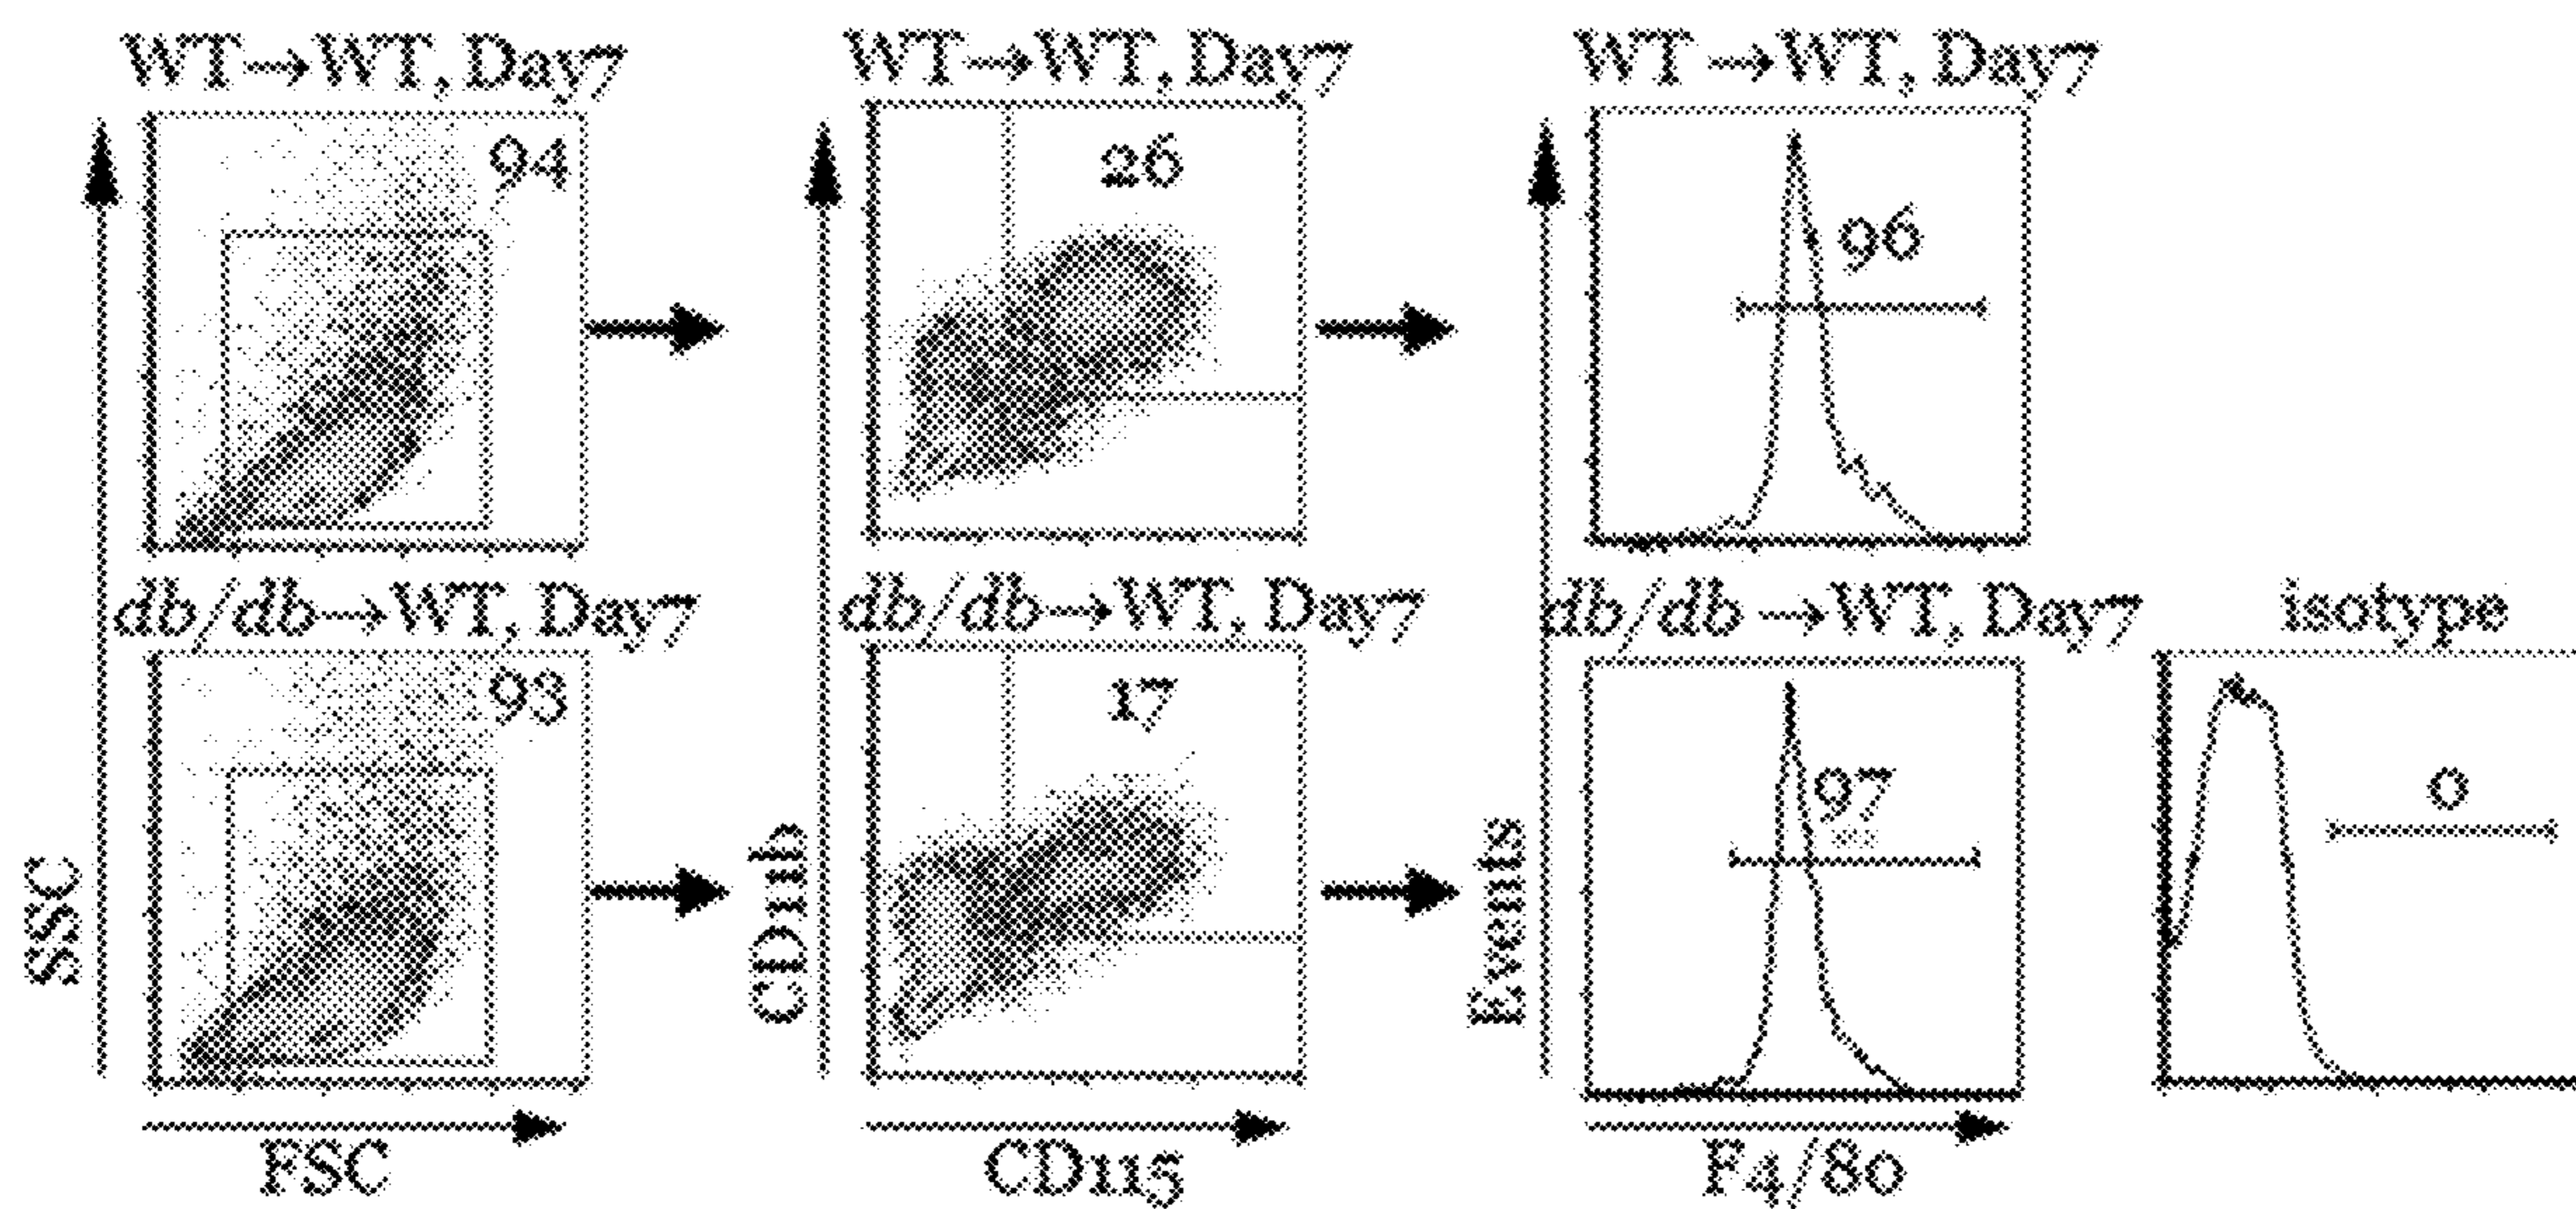 WT→WT, Day7
WT→WT, Day7
WT→WT, Day7
94
26
96
db/db→WT, Day7
db/db→WT, Day7
db/db→WT, Day7
isotype
93
17
97
0
SSC
CD11b
Events
FSC
CD115
F4/80